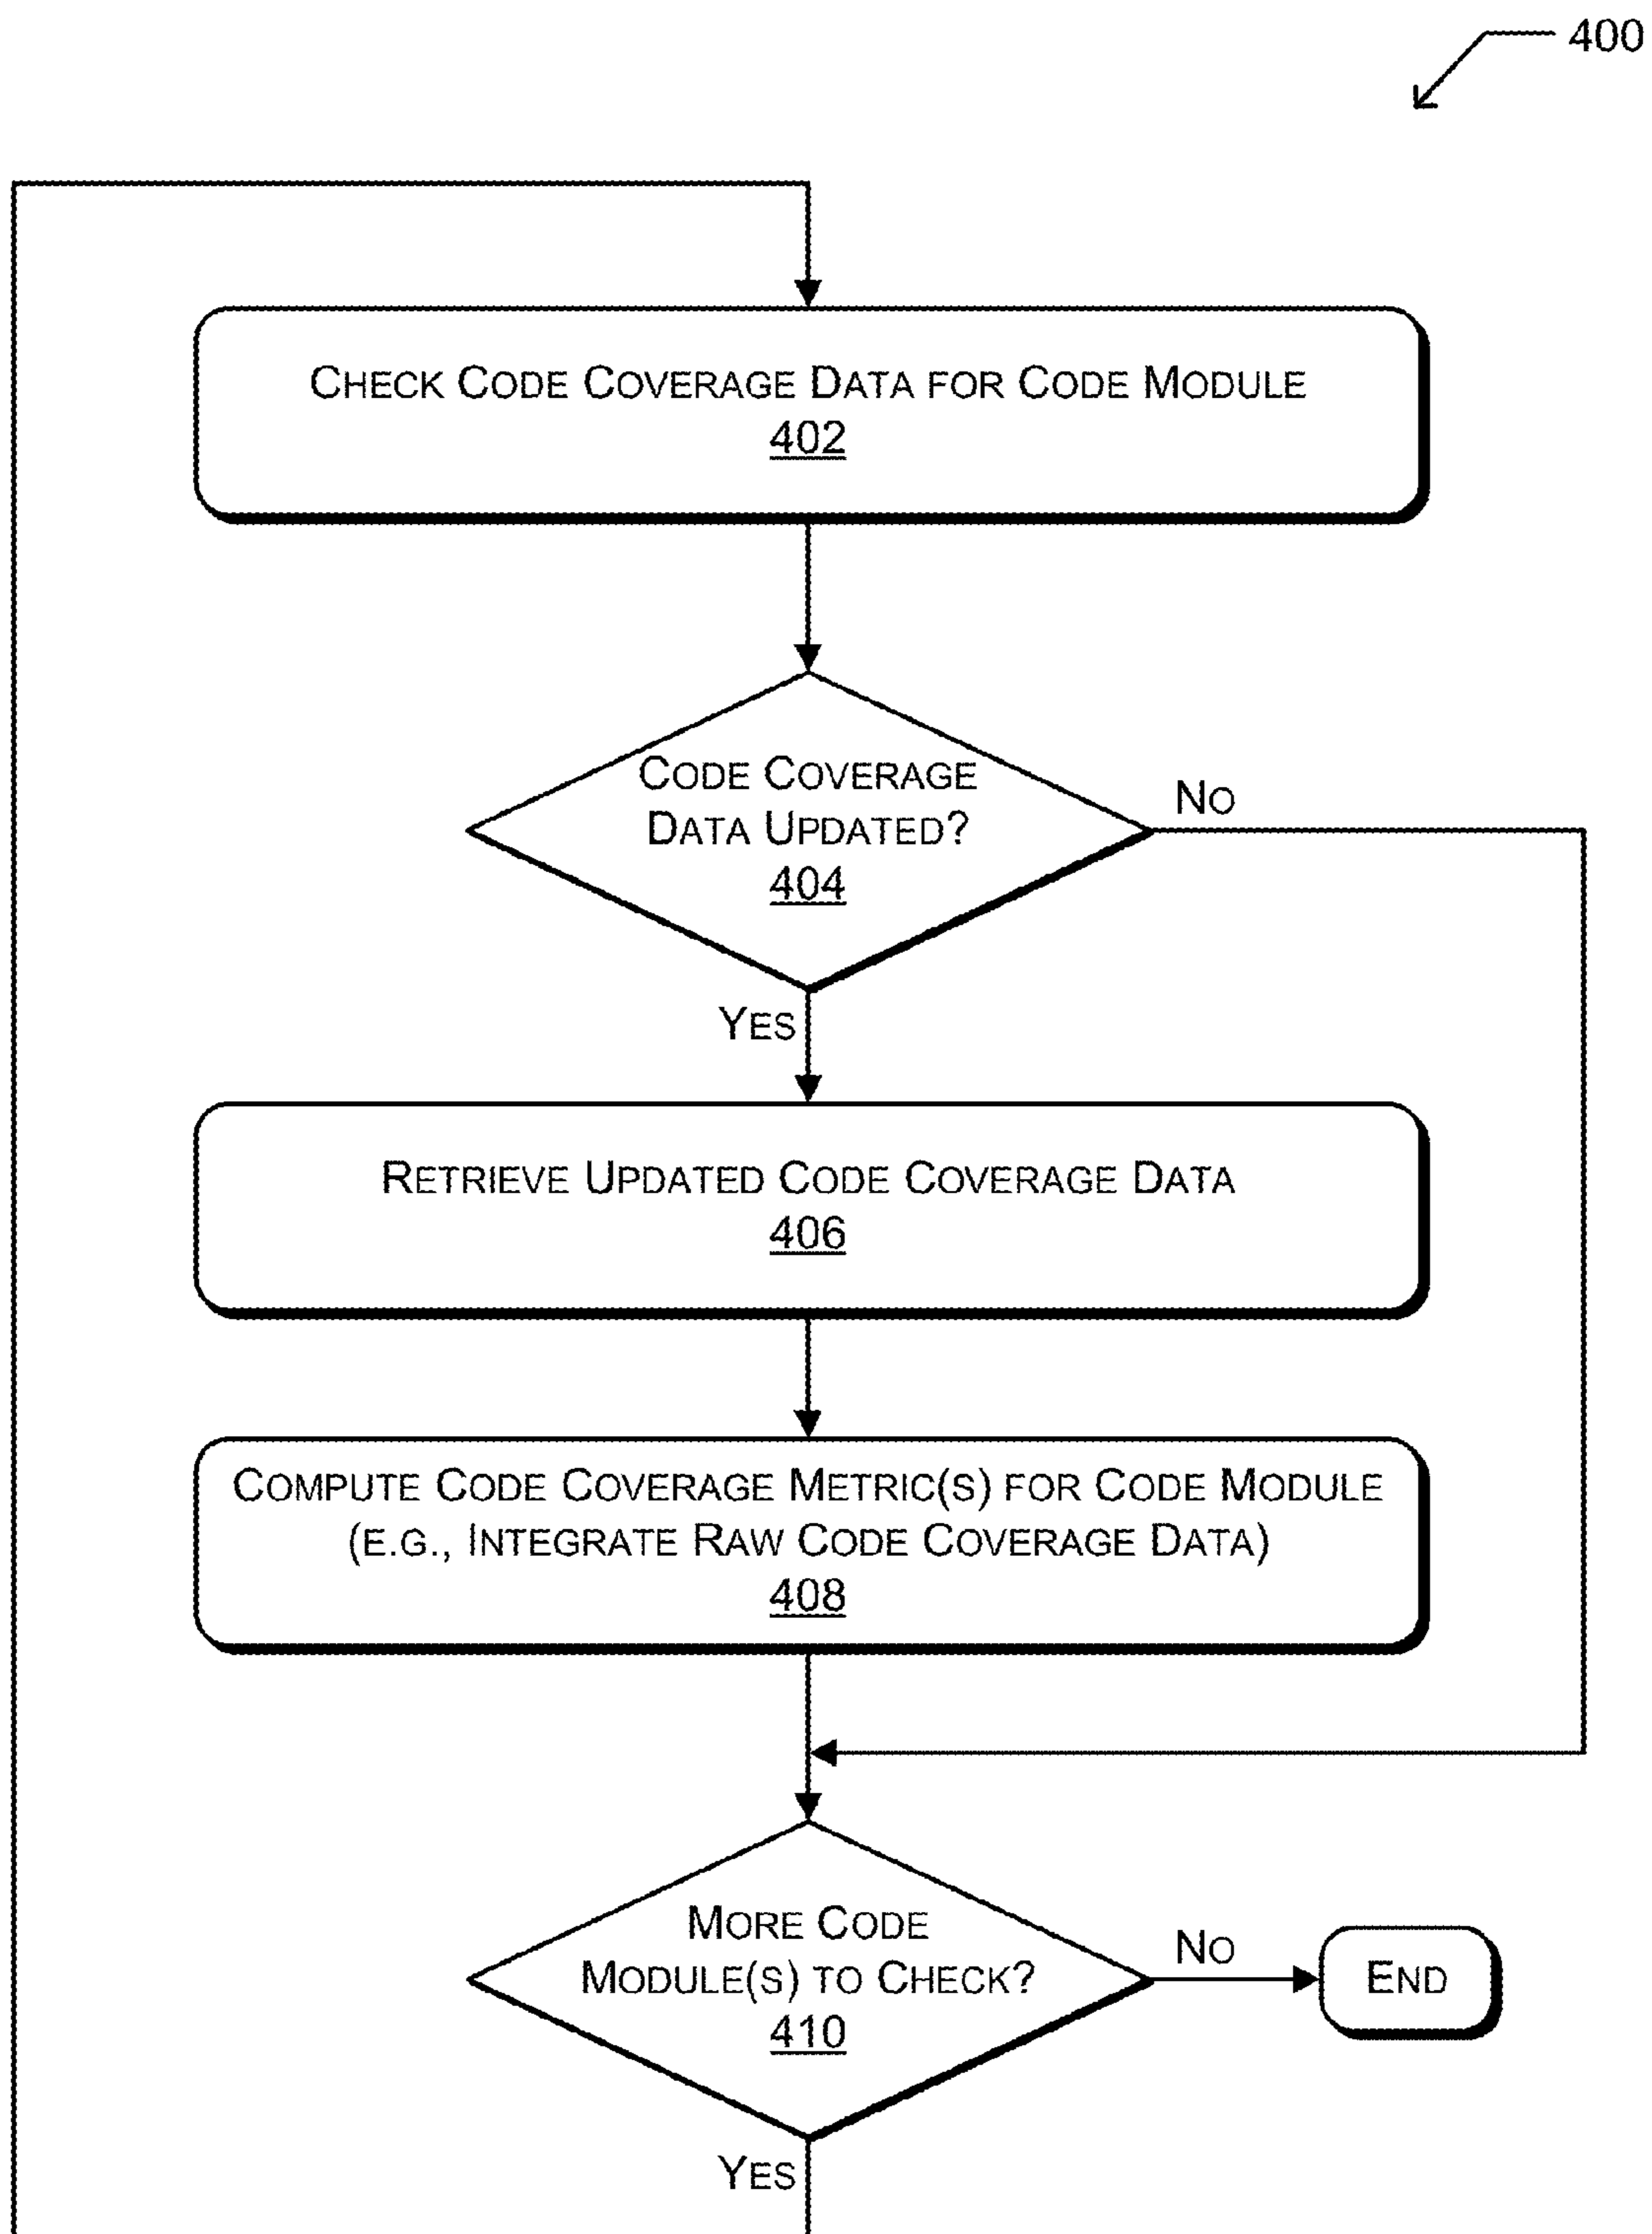 400
CHECK CODE COVERAGE DATA FOR CODE MODULE
402
CODE COVERAGE
DATA UPDATED?
404
NO
YES
RETRIEVE UPDATED CODE COVERAGE DATA
406
COMPUTE CODE COVERAGE METRIC(S) FOR CODE MODULE
(E.G., INTEGRATE RAW CODE COVERAGE DATA)
408
MORE CODE
MODULE(S) TO CHECK?
410
NO
END
YES